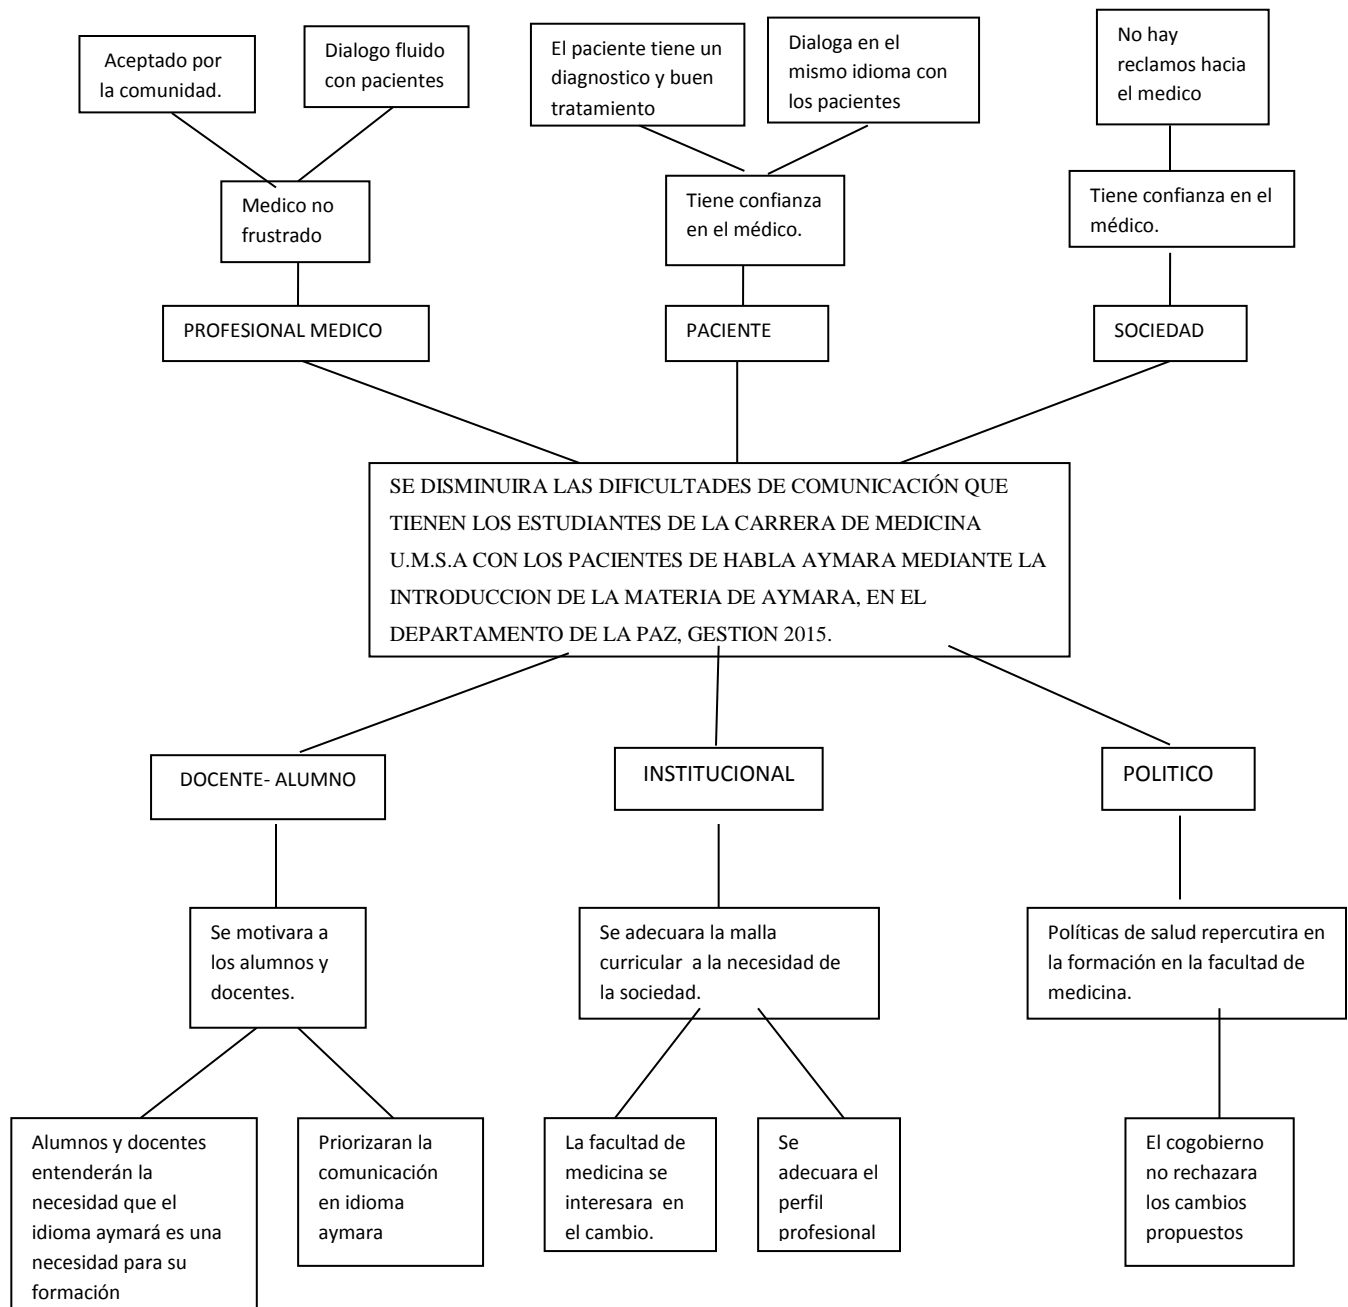 Aceptado por
la comunidad.
Dialogo fluido
con pacientes
El paciente tiene un
diagnostico y buen
tratamiento
Dialoga en el
mismo idioma con
los pacientes
No hay
reclamos hacia
el medico
Medico no
frustrado
Tiene confianza
en el médico.
Tiene confianza en el
médico.
PROFESIONAL MEDICO
PACIENTE
SOCIEDAD
SE DISMINUIRA LAS DIFICULTADES DE COMUNICACIÓN QUE
TIENEN LOS ESTUDIANTES DE LA CARRERA DE MEDICINA
U.M.S.A CON LOS PACIENTES DE HABLA AYMARA MEDIANTE LA
INTRODUCCION DE LA MATERIA DE AYMARA, EN EL
DEPARTAMENTO DE LA PAZ, GESTION 2015.
DOCENTE- ALUMNO
INSTITUCIONAL
POLITICO
Se motivara a
los alumnos y
docentes.
Se adecuara la malla
curricular a la necesidad de
la sociedad.
Políticas de salud repercutira en
la formación en la facultad de
medicina.
Alumnos y docentes
entenderán la
necesidad que el
idioma aymará es una
necesidad para su
formación
Priorizaran la
comunicación
en idioma
aymara
La facultad de
medicina se
interesara en
el cambio.
Se
adecuara el
perfil
profesional
El cogobierno
no rechazara
los cambios
propuestos